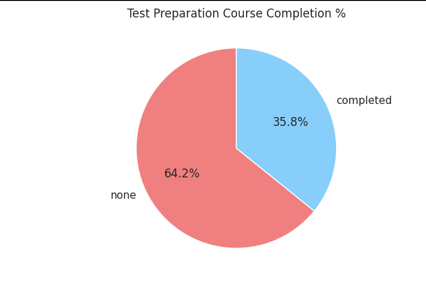 Test Preparation Course Completion %
completed
35.8%
64.2%
none